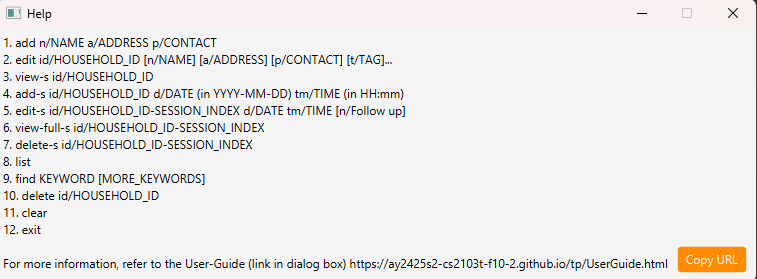 Help
1. add n/NAME a/ADDRESS p/CONTACT
2. edit id/HOUSEHOLD_ID [n/NAME] [a/ADDRESS] [p/CONTACT] [t/TAG]...
3. view-s id/HOUSEHOLD_ID
4. add-s id/HOUSEHOLD_ID d/DATE (in YYYY-MM-DD) tm/TIME (in HH:mm)
5. edit-s id/HOUSEHOLD_ID-SESSION_INDEX d/DATE tm/TIME [n/Follow up]
6. view-full-s id/HOUSEHOLD_ID-SESSION_INDEX
7. delete-s id/HOUSEHOLD_ID-SESSION_INDEX
8. list
9. find KEYWORD [MORE_KEYWORDS]
10. delete id/HOUSEHOLD_ID
11. clear
12. exit
For more information, refer to the User-Guide (link in dialog box) https://ay2425s2-cs2103t-f10-2.github.io/tp/UserGuide.html
Copy URL